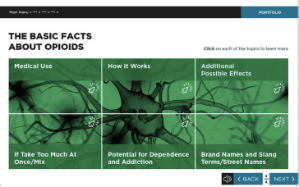 Main Menu
PORTFOLIO
THE BASIC FACTS
ABOUT OPIOIDS
Click on each of the topics to learn more
Medical Use
How It Works
Additional
Possible Effects
If Take Too Much At
Once/Mix
Potential for Dependence
and Addiction
Brand Names and Slang
Terms/Street Names
< BACK
NEXT >